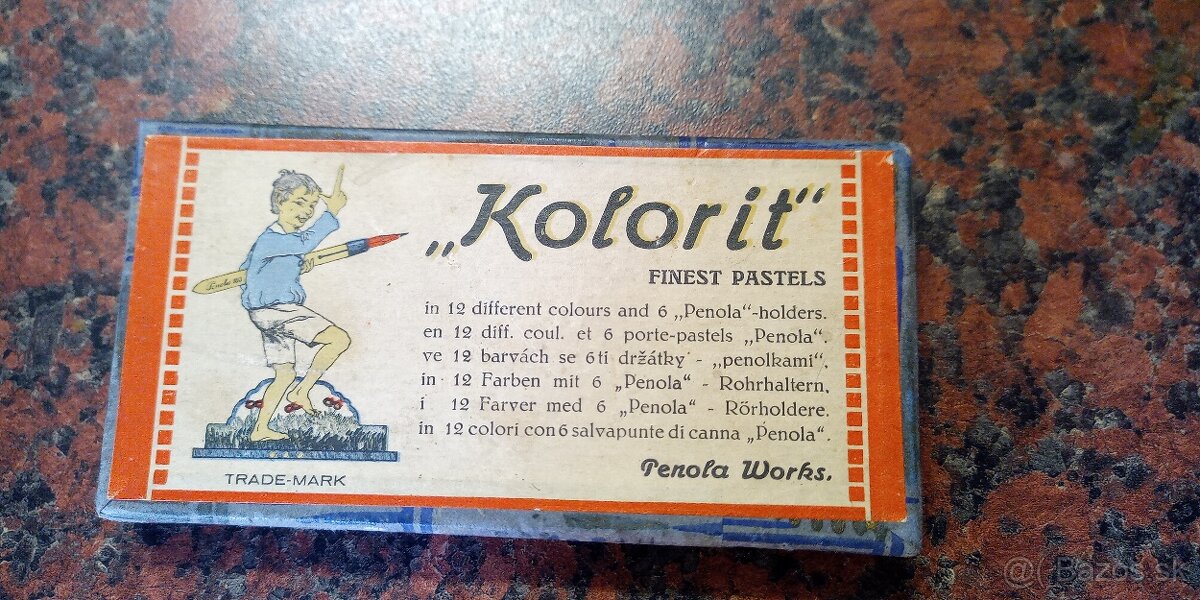 „Kolorit“
FINEST PASTELS
in 12 different colours and 6 „Penola“-holders.
en 12 diff. coul. et 6 porte-pastels „Penola“.
ve 12 barvách se 6ti držátky - „penolkami“.
in · 12 Farben mit 6 „Penola“ - Rohrhaltern.
i 12 Farver med 6 „Penola“ - Rörholdere.
in 12 colori con 6 salvapunte di canna „Penola“.
Penola Works.
TRADE-MARK
@( Bazos.sk